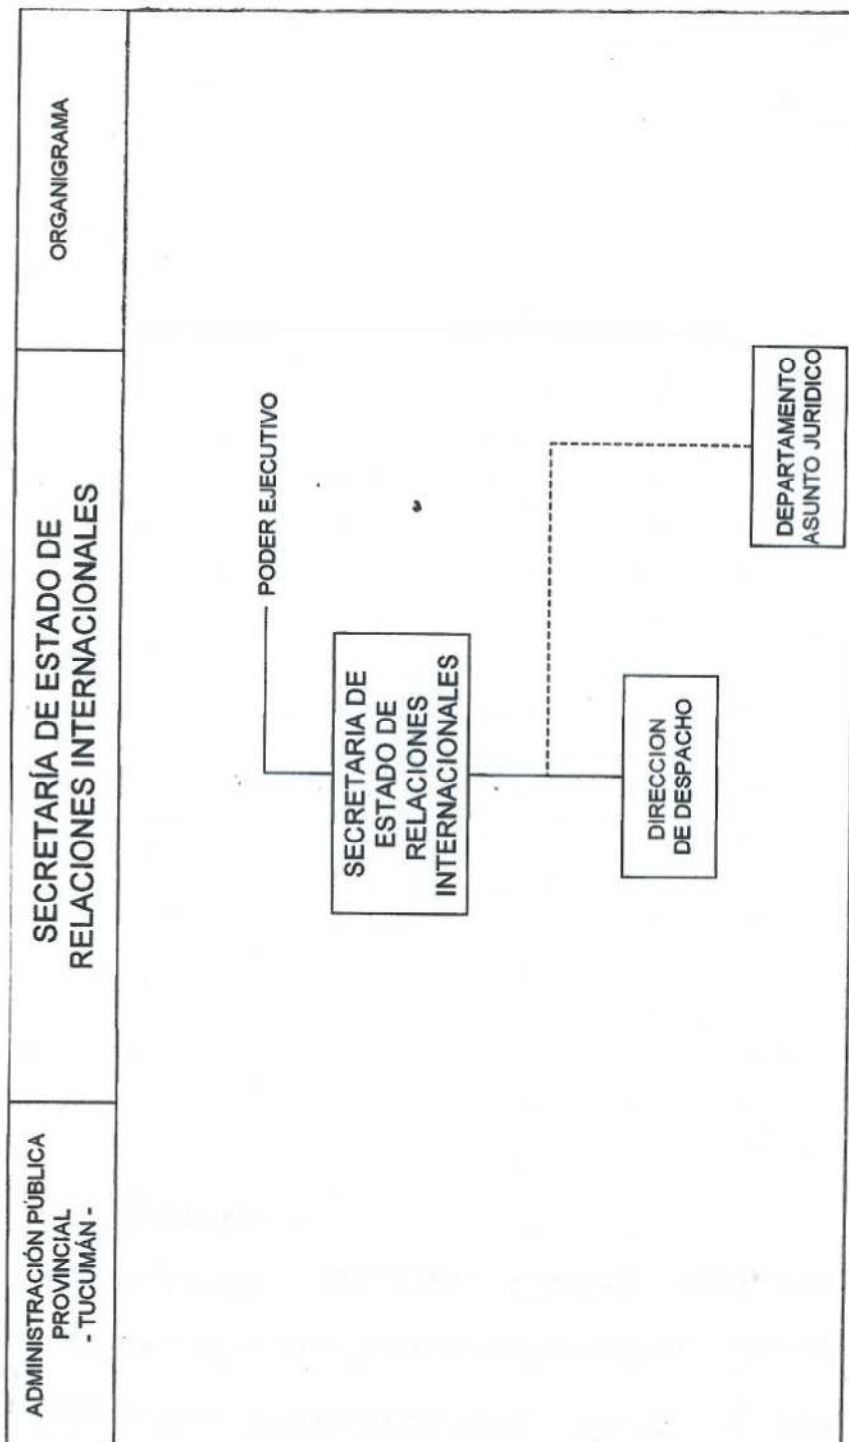 ADMINISTRACIÓN PÚBLICA
PROVINCIAL
- TUCUMÁN -
SECRETARÍA DE ESTADO DE
RELACIONES INTERNACIONALES
ORGANIGRAMA
PODER EJECUTIVO
SECRETARIA DE
ESTADO DE
RELACIONES
INTERNACIONALES
DIRECCION
DE DESPACHO
DEPARTAMENTO
ASUNTO JURIDICO